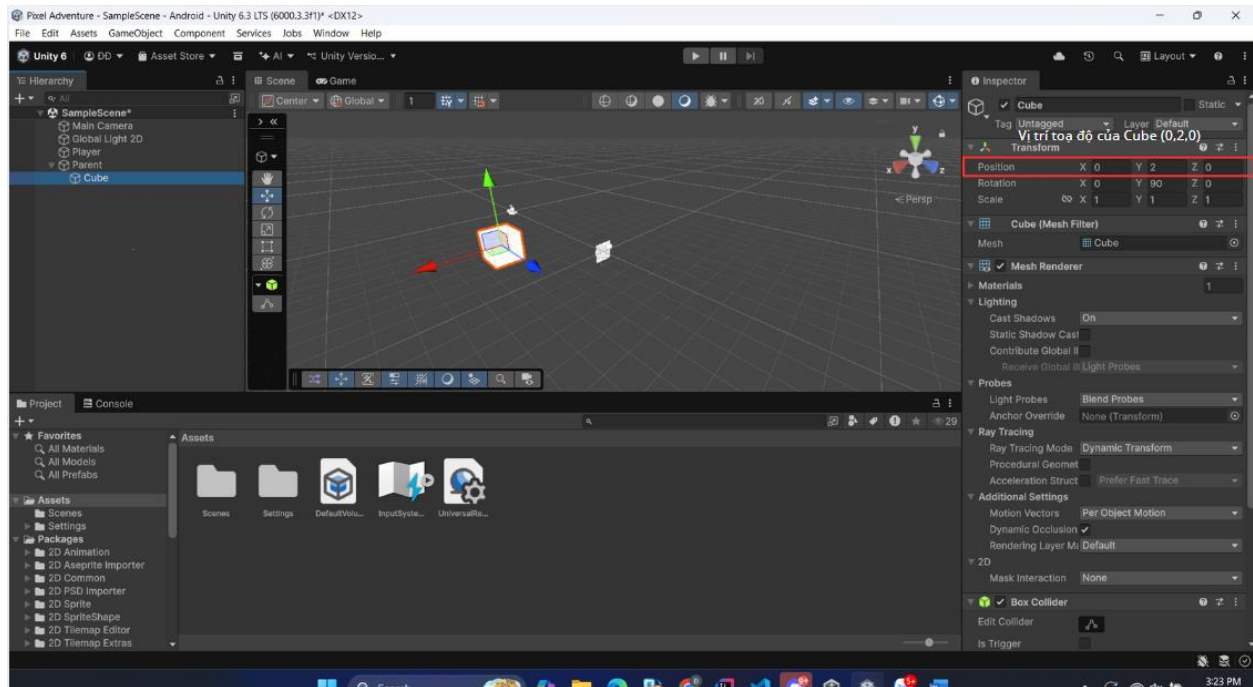 Pixel Adventure - SampleScene - Android - Unity 6.3 LTS (6000.3.3f1)* <DX12>
File Edit Assets GameObject Component Services Jobs Window Help
Unity 6 DD Asset Store AI Unity Versio... Layout
Hierarchy
All
SampleScene*
Main Camera
Global Light 2D
Player
Parent
Cube
Scene Game
Center Global 1
y
x z
Persp
Inspector
Cube Static
Tag Untagged Layer Default
Vị trí toạ độ của Cube (0,2,0)
Transform
Position X 0 Y 2 Z 0
Rotation X 0 Y 90 Z 0
Scale X 1 Y 1 Z 1
Cube (Mesh Filter)
Mesh Cube
Mesh Renderer
Materials 1
Lighting
Cast Shadows On
Static Shadow Cast
Contribute Global Il
Receive Global Ill Light Probes
Probes
Light Probes Blend Probes
Anchor Override None (Transform)
Ray Tracing
Ray Tracing Mode Dynamic Transform
Procedural Geomet
Acceleration Struct Prefer Fast Trace
Additional Settings
Motion Vectors Per Object Motion
Dynamic Occlusion
Rendering Layer Ma Default
2D
Mask Interaction None
Box Collider
Edit Collider
Is Trigger
Project Console
29
Favorites
All Materials
All Models
All Prefabs
Assets
Scenes
Settings
Packages
2D Animation
2D Aseprite Importer
2D Common
2D PSD Importer
2D Sprite
2D SpriteShape
2D Tilemap Editor
2D Tilemap Extras
Assets
Scenes Settings DefaultVolu... InputSyste... UniversalRe...
3:23 PM